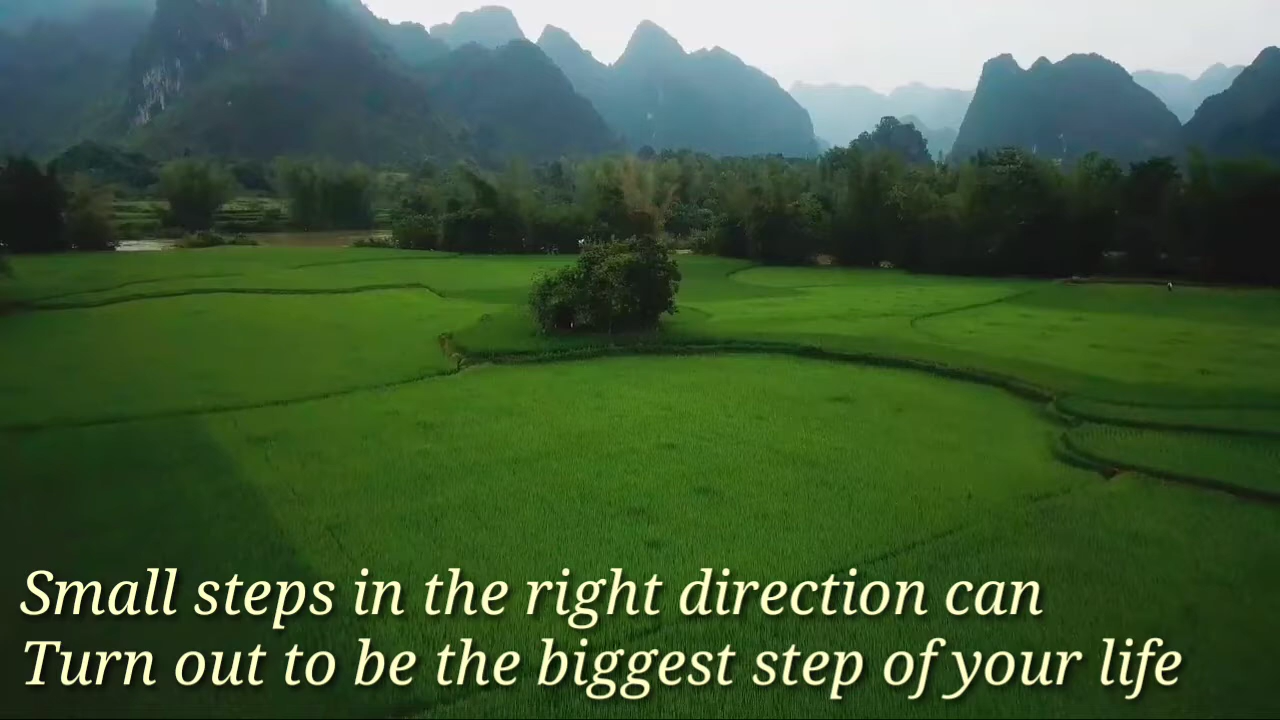 Small steps in the right direction can
Turn out to be the biggest step of your life